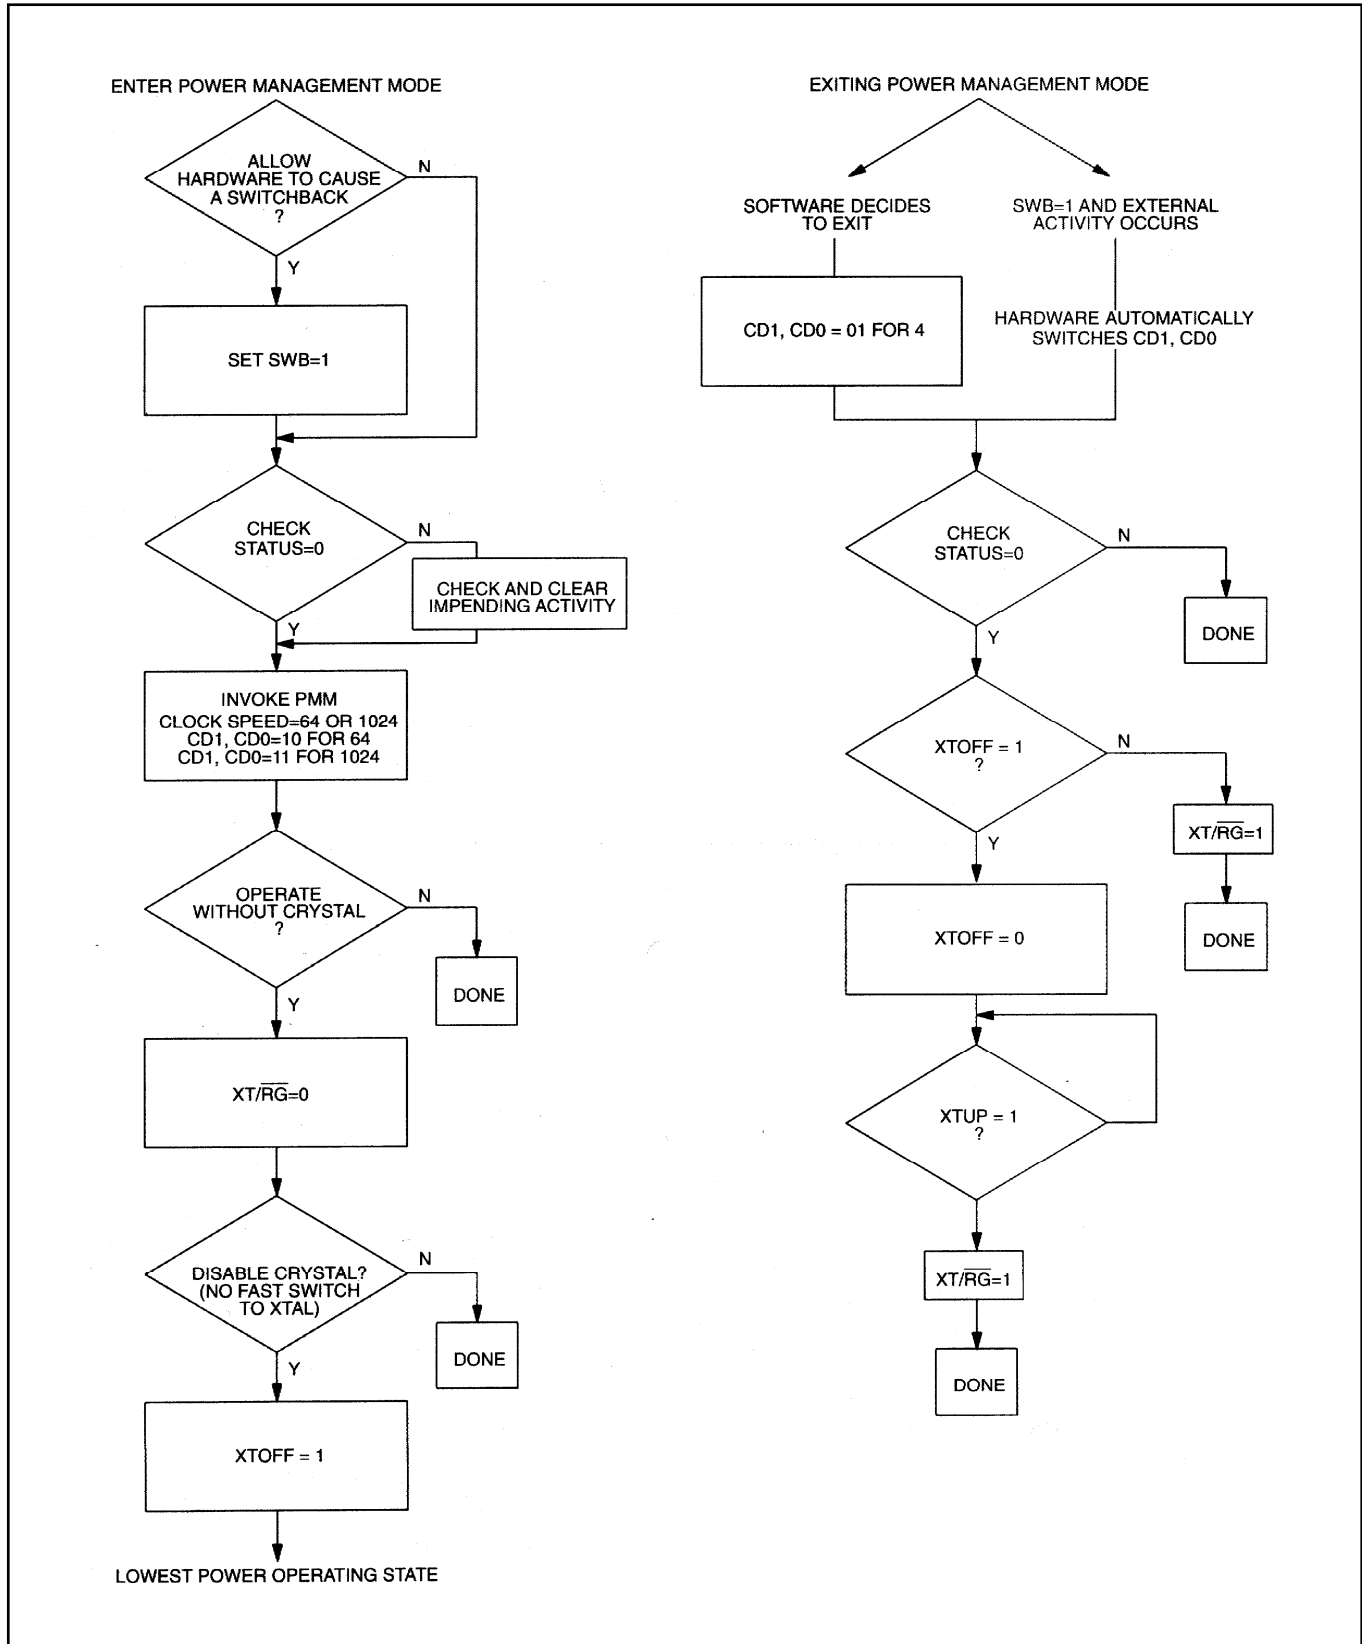 ENTER POWER MANAGEMENT MODE
ALLOW
HARDWARE TO CAUSE
A SWITCHBACK
?
N
Y
SET SWB=1
CHECK
STATUS=0
N
CHECK AND CLEAR
IMPENDING ACTIVITY
Y
INVOKE PMM
CLOCK SPEED=64 OR 1024
CD1, CD0=10 FOR 64
CD1, CD0=11 FOR 1024
OPERATE
WITHOUT CRYSTAL
?
N
DONE
Y
XT/R̅G̅=0
DISABLE CRYSTAL?
(NO FAST SWITCH
TO XTAL)
N
DONE
Y
XTOFF = 1
LOWEST POWER OPERATING STATE
EXITING POWER MANAGEMENT MODE
SOFTWARE DECIDES
TO EXIT
SWB=1 AND EXTERNAL
ACTIVITY OCCURS
CD1, CD0 = 01 FOR 4
HARDWARE AUTOMATICALLY
SWITCHES CD1, CD0
CHECK
STATUS=0
N
DONE
Y
XTOFF = 1
?
N
XT/R̅G̅=1
DONE
Y
XTOFF = 0
XTUP = 1
?
XT/R̅G̅=1
DONE